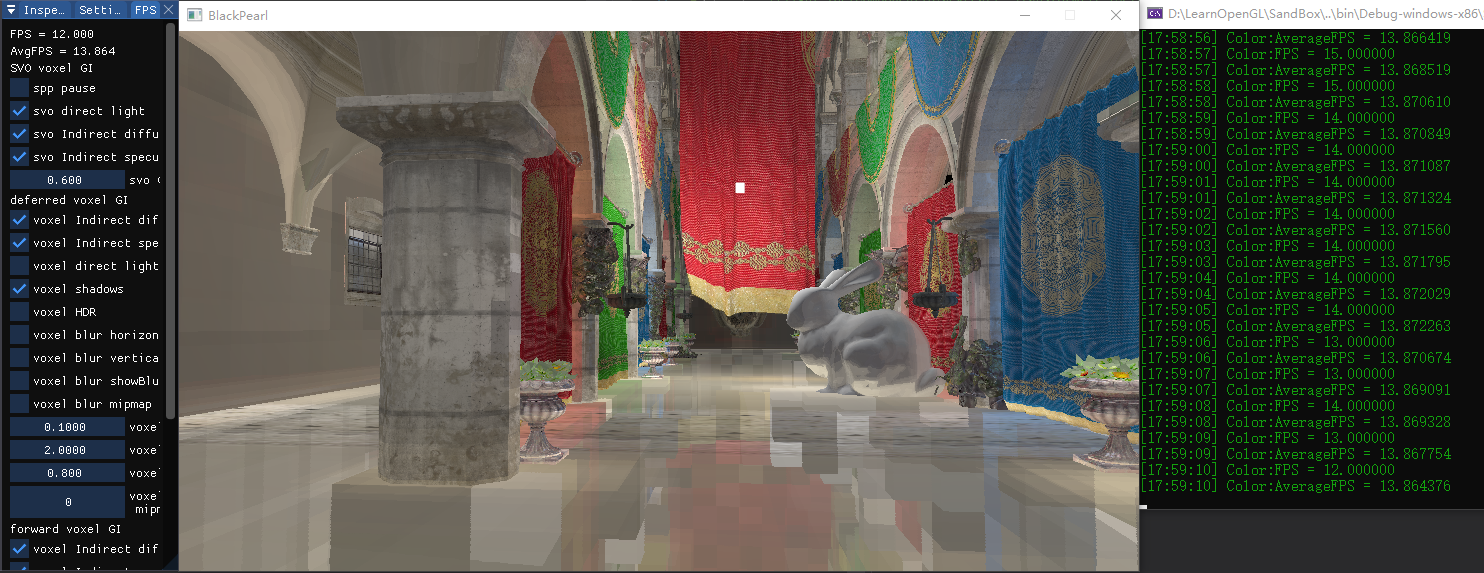 Inspe…
Setti…
FPS
FPS = 12.000
AvgFPS = 13.864
SVO voxel GI
spp pause
svo direct light
svo Indirect diffu
svo Indirect specu
0.600 svo
deferred voxel GI
voxel Indirect dif
voxel Indirect spe
voxel direct light
voxel shadows
voxel HDR
voxel blur horizon
voxel blur vertica
voxel blur showBlu
voxel blur mipmap
0.1000 voxel
2.0000 voxel
0.800 voxel
0 voxel
mipm
forward voxel GI
voxel Indirect dif
BlackPearl
D:\LearnOpenGL\SandBox\..\bin\Debug-windows-x86\
[17:58:56] Color:AverageFPS = 13.866419
[17:58:57] Color:FPS = 15.000000
[17:58:57] Color:AverageFPS = 13.868519
[17:58:58] Color:FPS = 15.000000
[17:58:58] Color:AverageFPS = 13.870610
[17:58:59] Color:FPS = 14.000000
[17:58:59] Color:AverageFPS = 13.870849
[17:59:00] Color:FPS = 14.000000
[17:59:00] Color:AverageFPS = 13.871087
[17:59:01] Color:FPS = 14.000000
[17:59:01] Color:AverageFPS = 13.871324
[17:59:02] Color:FPS = 14.000000
[17:59:02] Color:AverageFPS = 13.871560
[17:59:03] Color:FPS = 14.000000
[17:59:03] Color:AverageFPS = 13.871795
[17:59:04] Color:FPS = 14.000000
[17:59:04] Color:AverageFPS = 13.872029
[17:59:05] Color:FPS = 14.000000
[17:59:05] Color:AverageFPS = 13.872263
[17:59:06] Color:FPS = 13.000000
[17:59:06] Color:AverageFPS = 13.870674
[17:59:07] Color:FPS = 13.000000
[17:59:07] Color:AverageFPS = 13.869091
[17:59:08] Color:FPS = 14.000000
[17:59:08] Color:AverageFPS = 13.869328
[17:59:09] Color:FPS = 13.000000
[17:59:09] Color:AverageFPS = 13.867754
[17:59:10] Color:FPS = 12.000000
[17:59:10] Color:AverageFPS = 13.864376